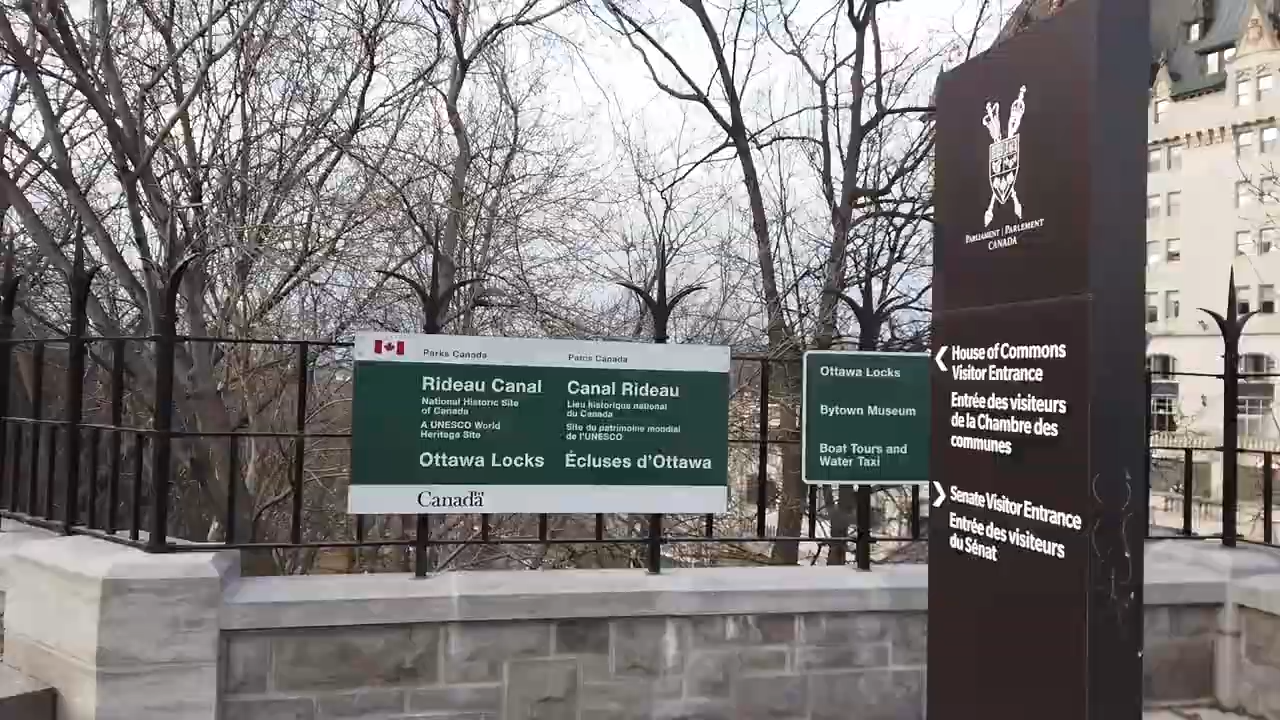 Parks Canada
Parcs Canada
Rideau Canal
National Historic Site
of Canada
A UNESCO World
Heritage Site
Ottawa Locks
Canal Rideau
Lieu historique national
du Canada
Site du patrimoine mondial
de l'UNESCO
Écluses d'Ottawa
Canada
Ottawa Locks
Bytown Museum
Boat Tours and
Water Taxi
PARLIAMENT | PARLEMENT
CANADA
House of Commons
Visitor Entrance
Entrée des visiteurs
de la Chambre des
communes
Senate Visitor Entrance
Entrée des visiteurs
du Sénat